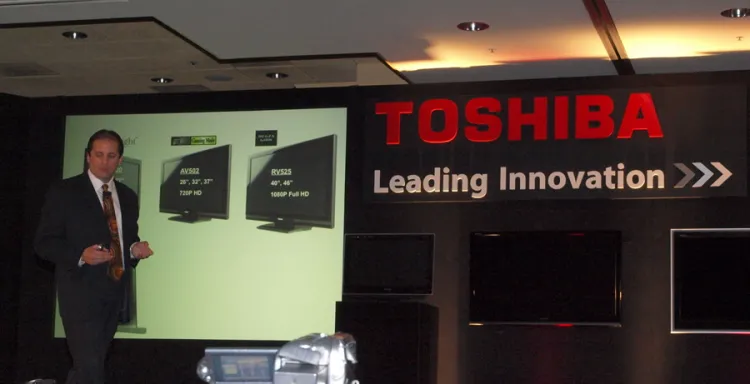 TOSHIBA
Leading Innovation >>>
AV502
26", 32", 37"
720P HD
RV525
40", 46"
1080P Full HD